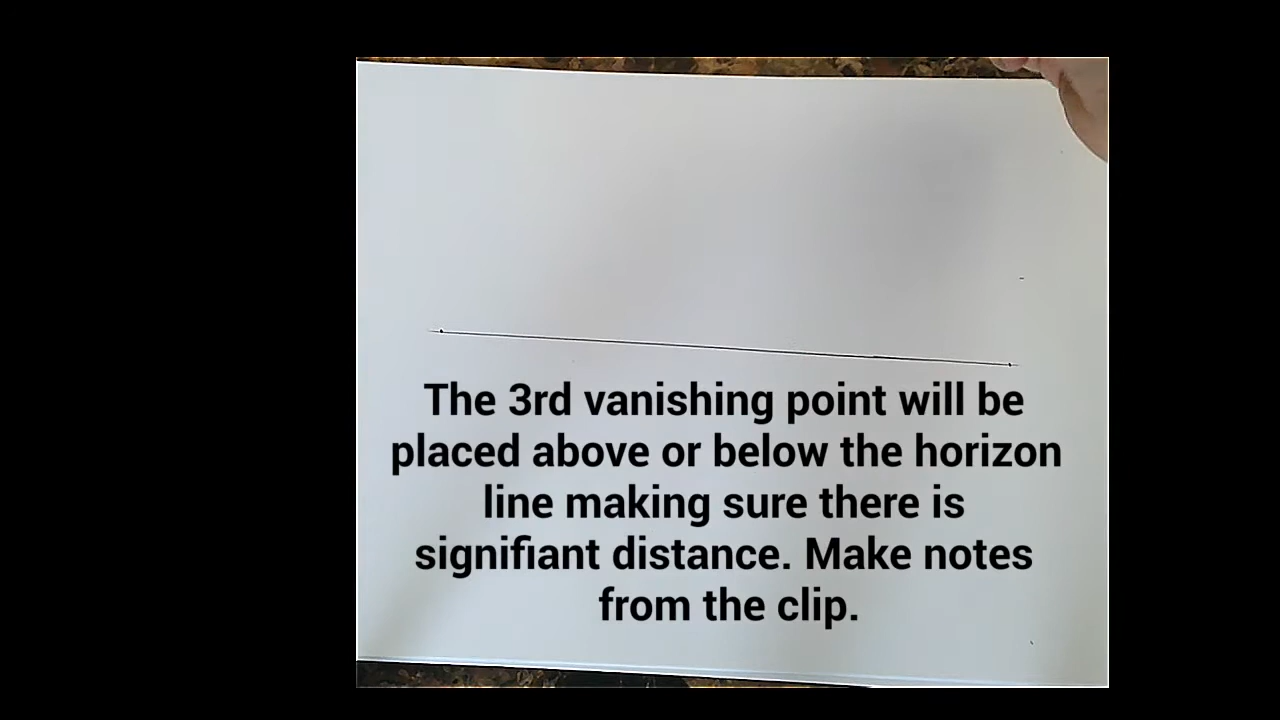 The 3rd vanishing point will be
placed above or below the horizon
line making sure there is
signifiant distance. Make notes
from the clip.